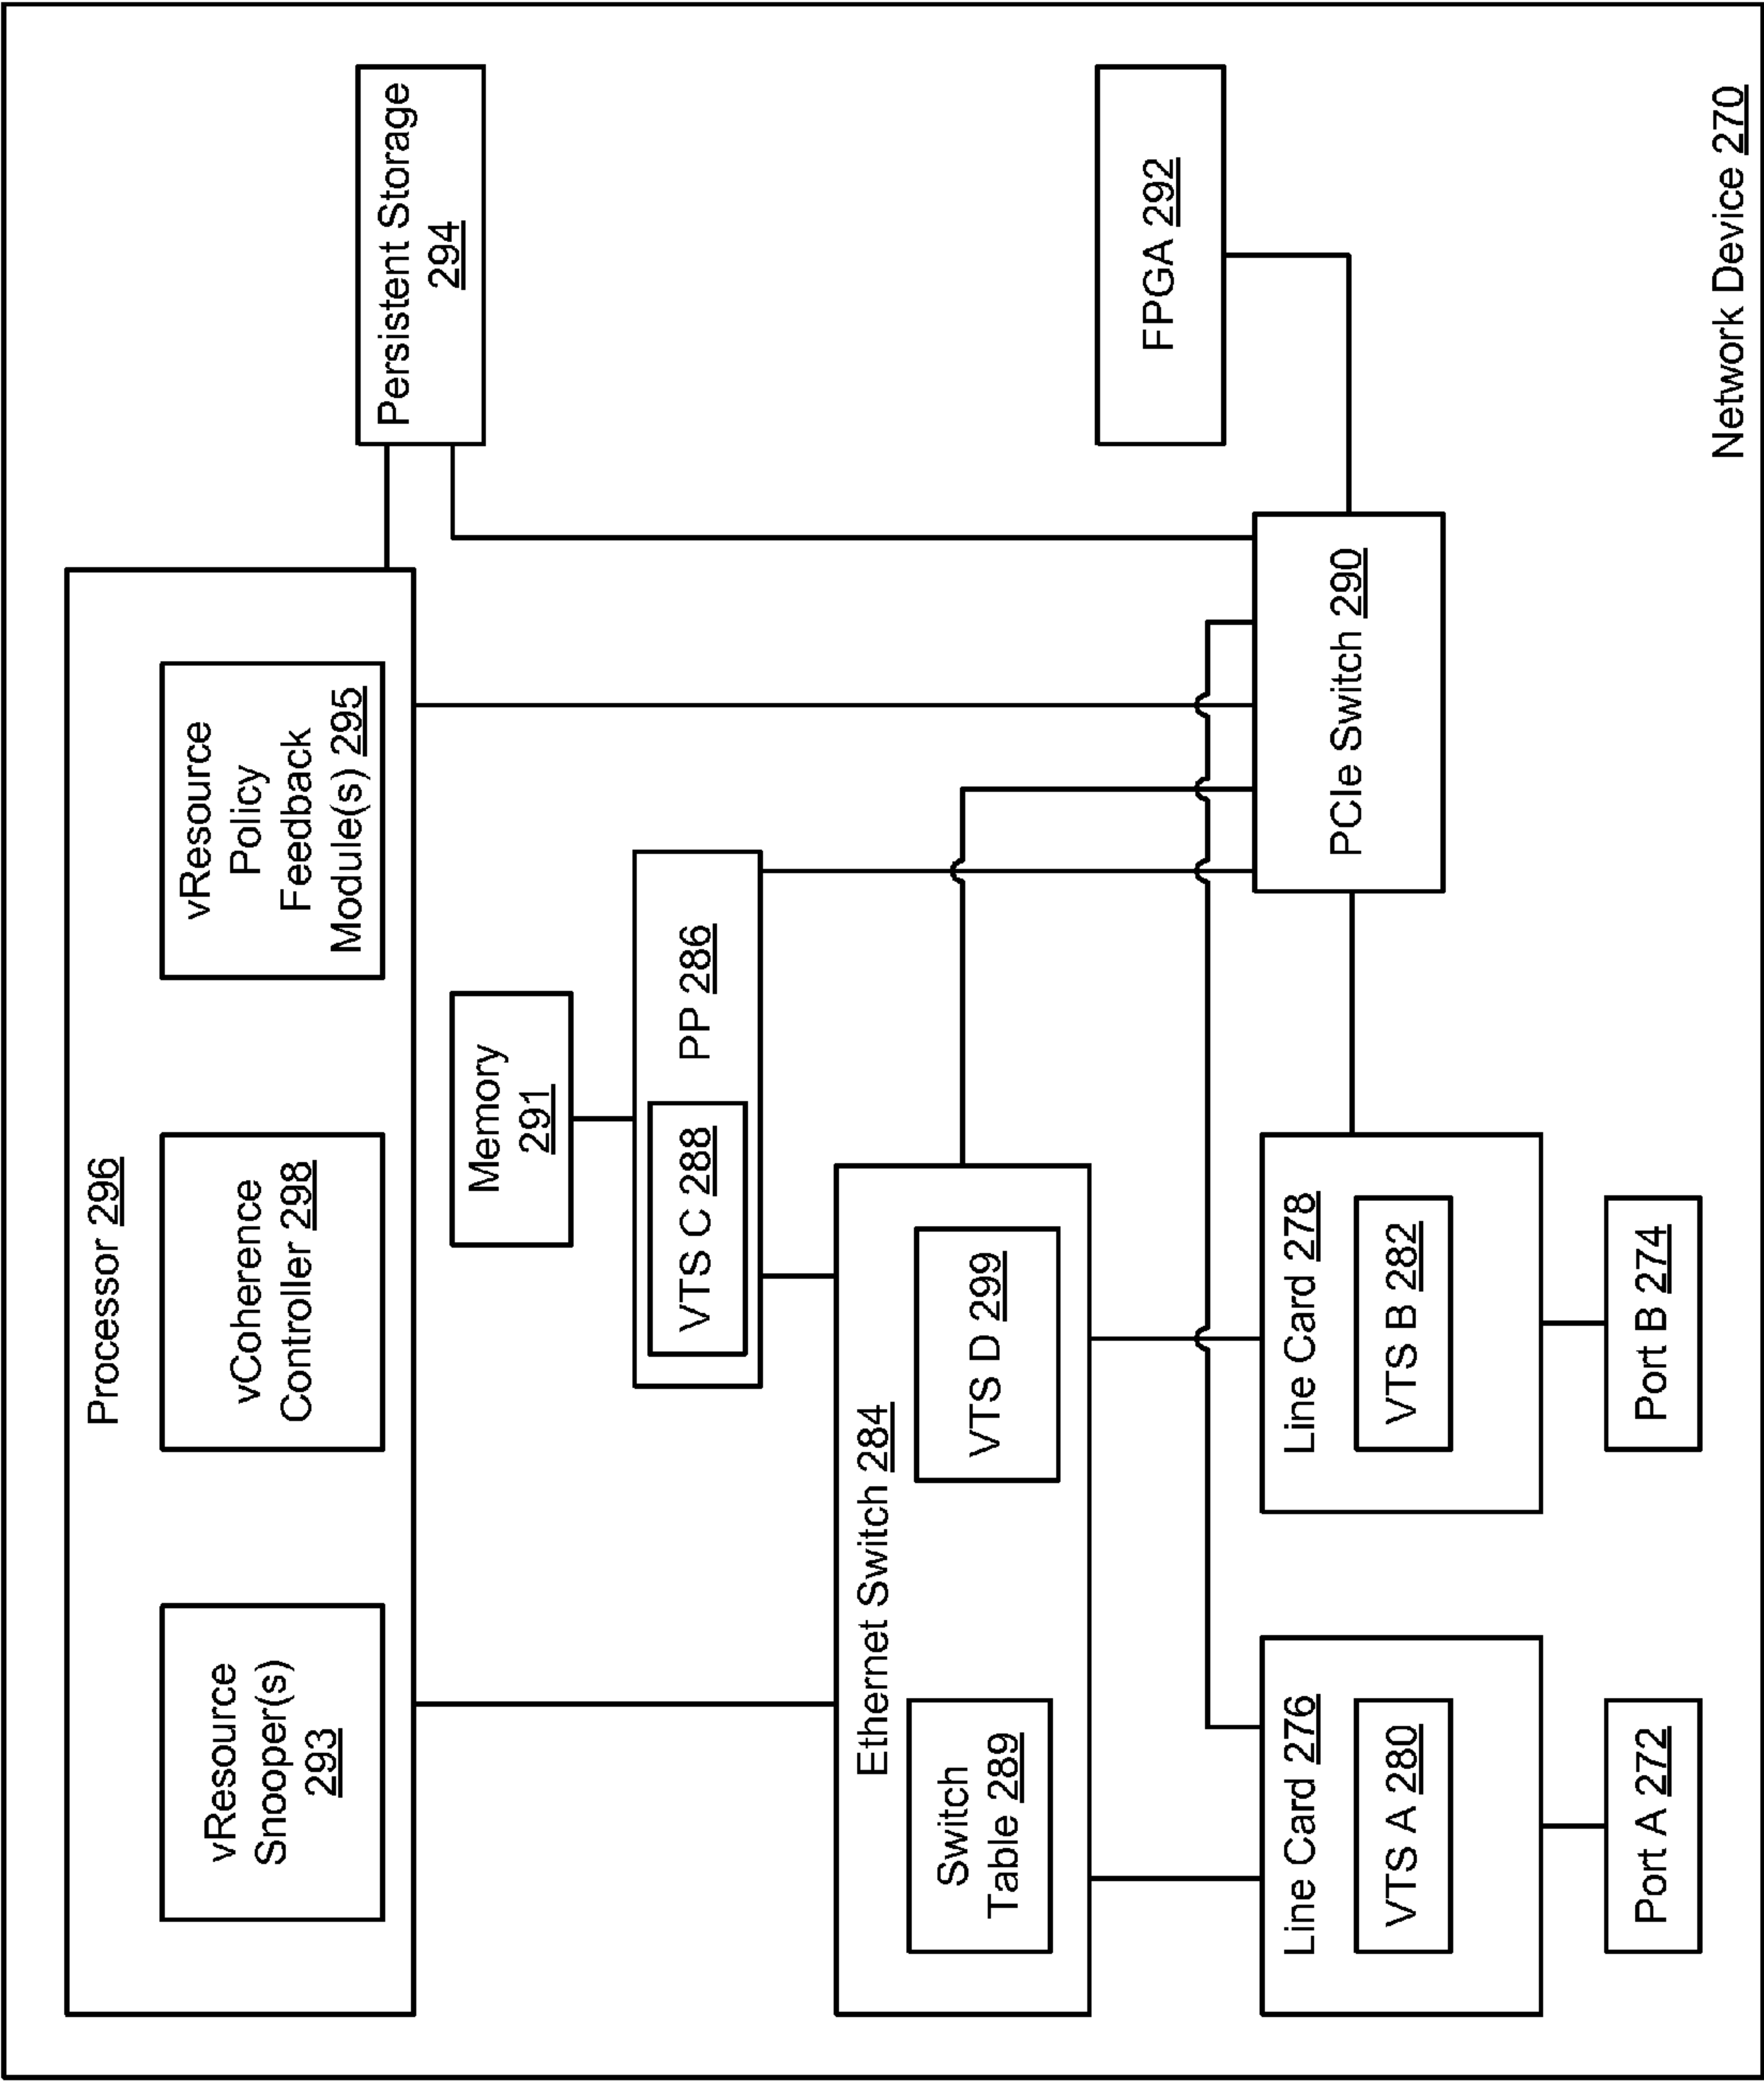 Processor 296
vResource
Snooper(s)
293
vCoherence
Controller 298
vResource
Policy
Feedback
Module(s) 295
Persistent Storage
294
Memory
291
VTS C 288
PP 286
Ethernet Switch 284
Switch
Table 289
VTS D 299
Line Card 276
VTS A 280
Port A 272
Line Card 278
VTS B 282
Port B 274
PCIe Switch 290
FPGA 292
Network Device 270